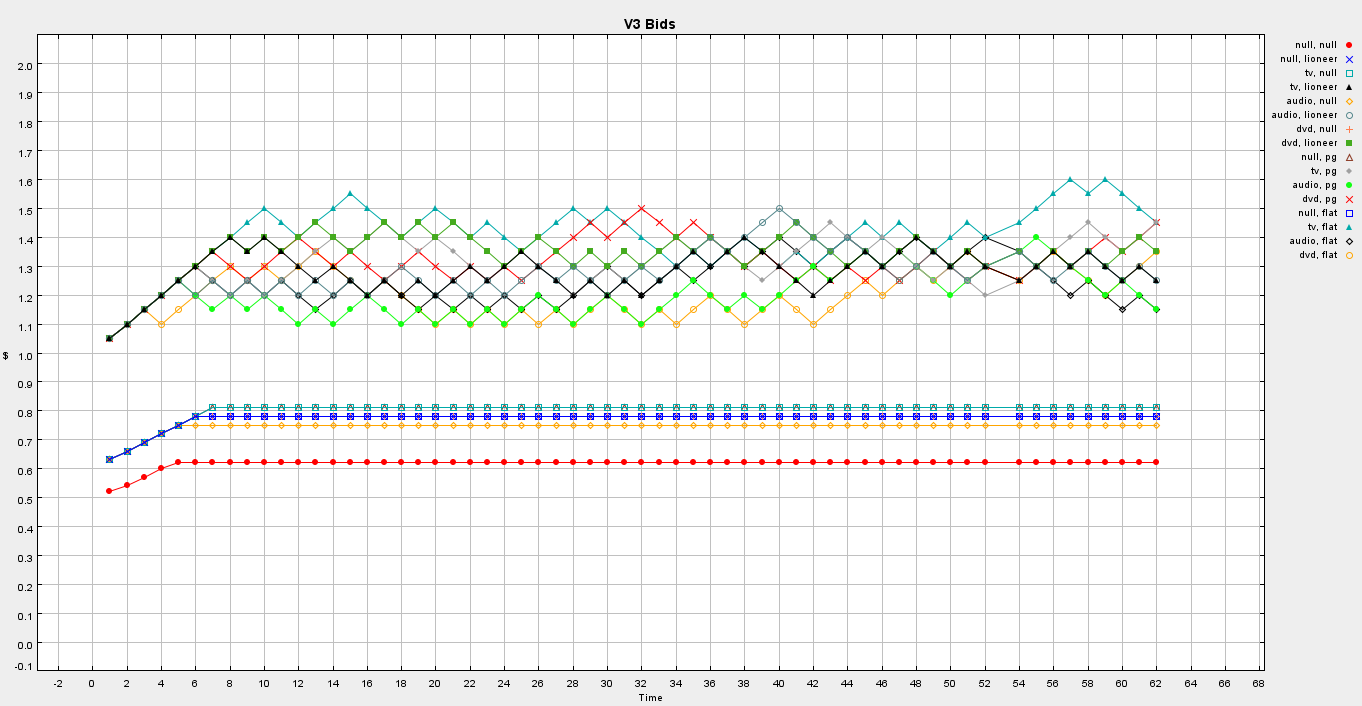 V3 Bids
2.0
1.9
1.8
1.7
1.6
1.5
1.4
1.3
1.2
1.1
$ 1.0
0.9
0.8
0.7
0.6
0.5
0.4
0.3
0.2
0.1
0.0
-0.1
-2 0 2 4 6 8 10 12 14 16 18 20 22 24 26 28 30 32 34 36 38 40 42 44 46 48 50 52 54 56 58 60 62 64 66 68
Time
null, null
null, lioneer
tv, null
tv, lioneer
audio, null
audio, lioneer
dvd, null
dvd, lioneer
null, pg
tv, pg
audio, pg
dvd, pg
null, flat
tv, flat
audio, flat
dvd, flat